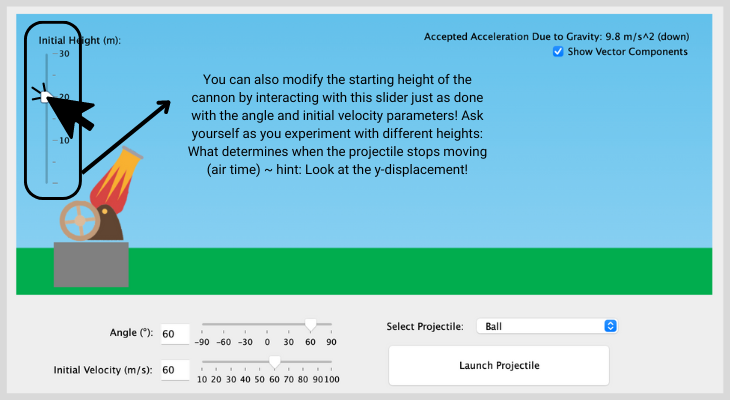 Initial Height (m):
Accepted Acceleration Due to Gravity: 9.8 m/s^2 (down)
Show Vector Components
30
20
10
You can also modify the starting height of the
cannon by interacting with this slider just as done
with the angle and initial velocity parameters! Ask
yourself as you experiment with different heights:
What determines when the projectile stops moving
(air time) ~ hint: Look at the y-displacement!
Angle (°): 60
-90 -60 -30 0 30 60 90
Select Projectile: Ball
Initial Velocity (m/s): 60
10 20 30 40 50 60 70 80 90 100
Launch Projectile